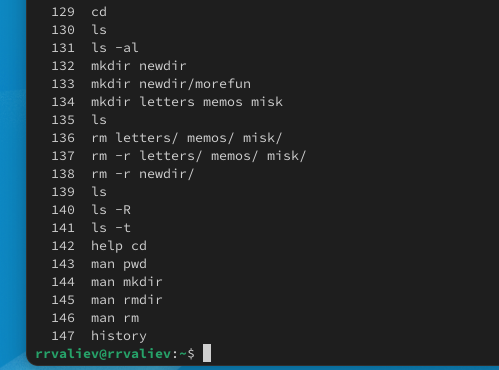 129 cd
130 ls
131 ls -al
132 mkdir newdir
133 mkdir newdir/morefun
134 mkdir letters memos misk
135 ls
136 rm letters/ memos/ misk/
137 rm -r letters/ memos/ misk/
138 rm -r newdir/
139 ls
140 ls -R
141 ls -t
142 help cd
143 man pwd
144 man mkdir
145 man rmdir
146 man rm
147 history
rrvaliev@rrvaliev:~$